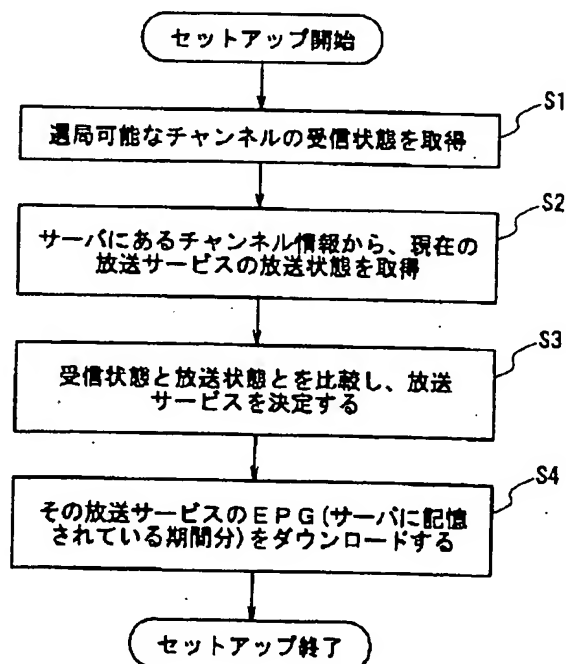 セットアップ開始
S1
選局可能なチャンネルの受信状態を取得
S2
サーバにあるチャンネル情報から、現在の
放送サービスの放送状態を取得
S3
受信状態と放送状態とを比較し、放送
サービスを決定する
S4
その放送サービスのEPG(サーバに記憶
されている期間分)をダウンロードする
セットアップ終了